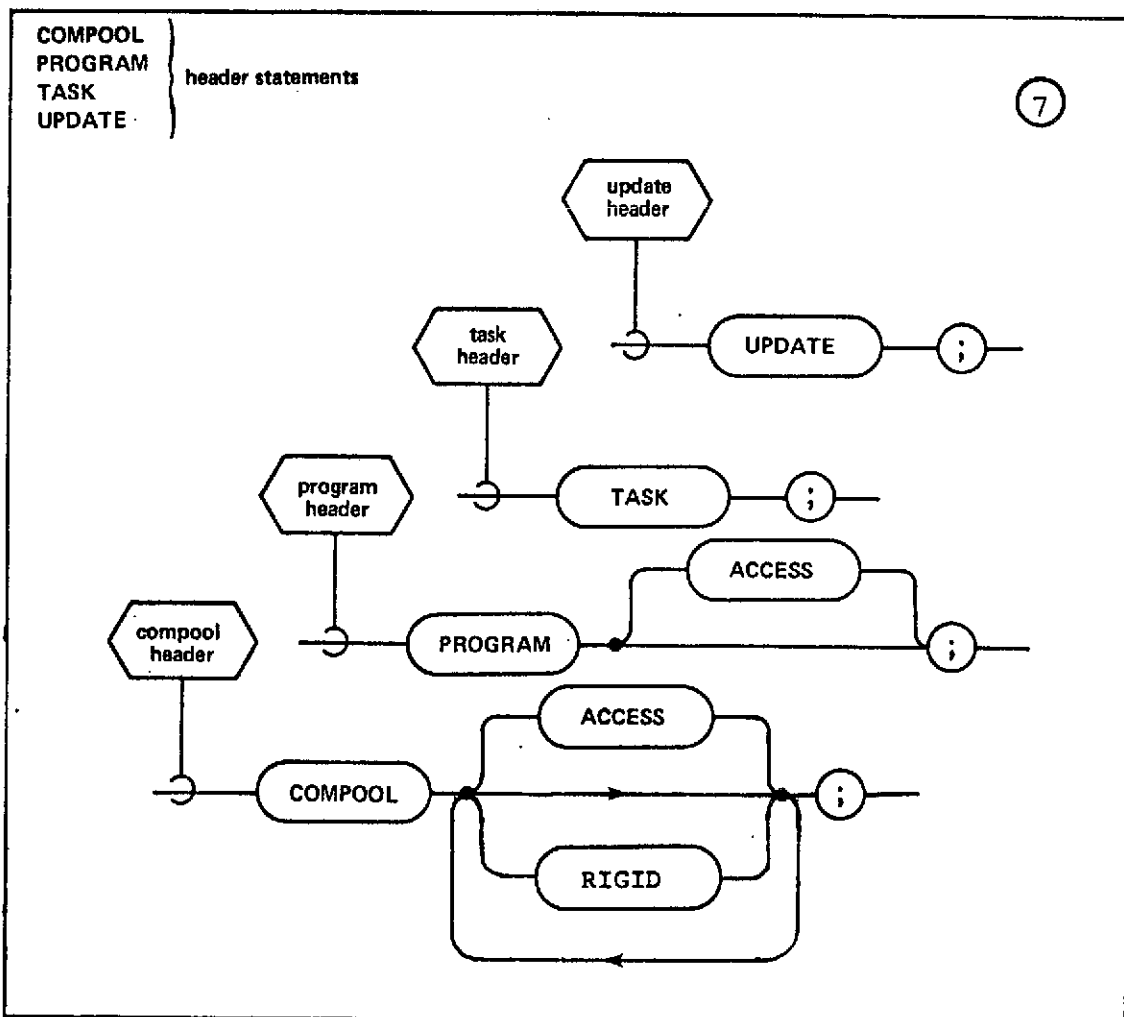 COMPOOL
PROGRAM
TASK
UPDATE
header statements
7
update
header
UPDATE ;
task
header
TASK ;
program
header
ACCESS
PROGRAM ;
compool
header
ACCESS
COMPOOL ;
RIGID